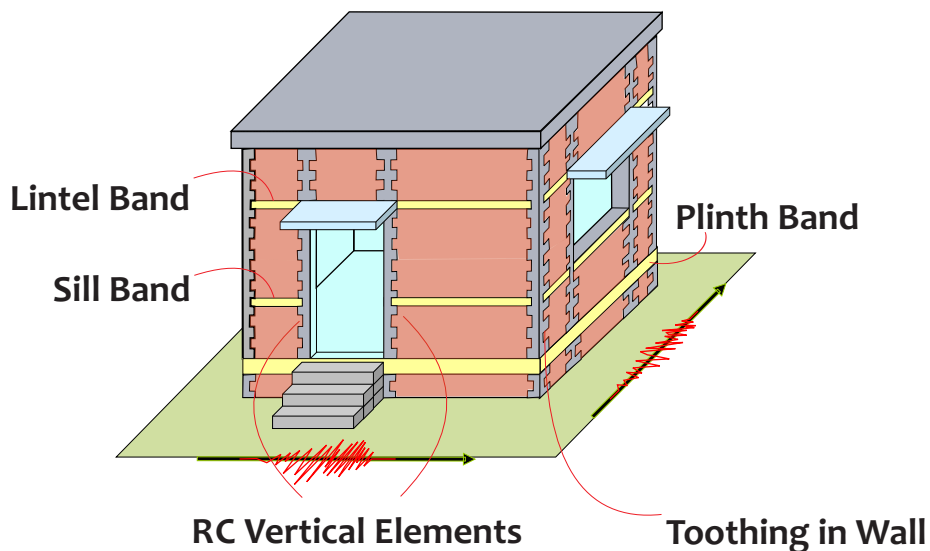 Lintel Band
Plinth Band
Sill Band
RC Vertical Elements
Toothing in Wall